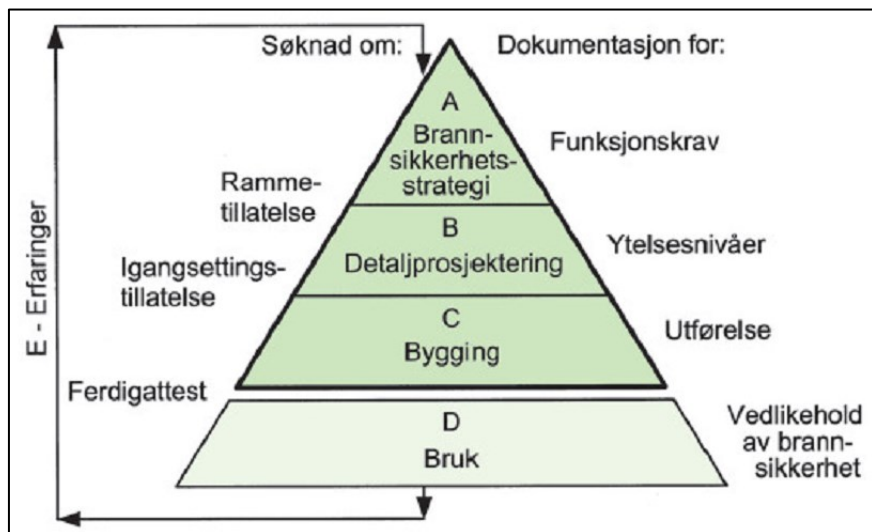 Søknad om:
Dokumentasjon for:
A
Brann-
sikkerhets-
strategi
Funksjonskrav
Ramme-
tillatelse
B
Detaljprosjektering
Ytelsesnivåer
Igangsettings-
tillatelse
C
Bygging
Utførelse
Ferdigattest
D
Bruk
Vedlikehold
av brann-
sikkerhet
E - Erfaringer